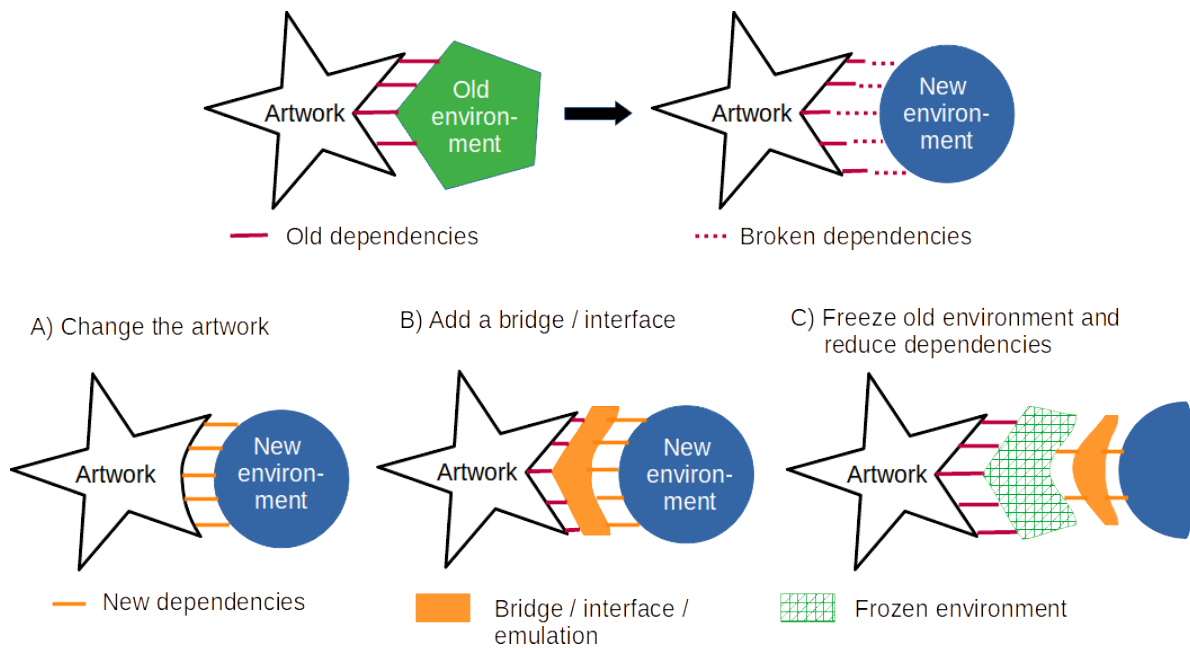 Artwork
Old
environ-
ment
Artwork
New
environ-
ment
Old dependencies
Broken dependencies
A) Change the artwork
B) Add a bridge / interface
C) Freeze old environment and
reduce dependencies
Artwork
New
environ-
ment
Artwork
New
environ-
ment
Artwork
New dependencies
Bridge / interface /
emulation
Frozen environment